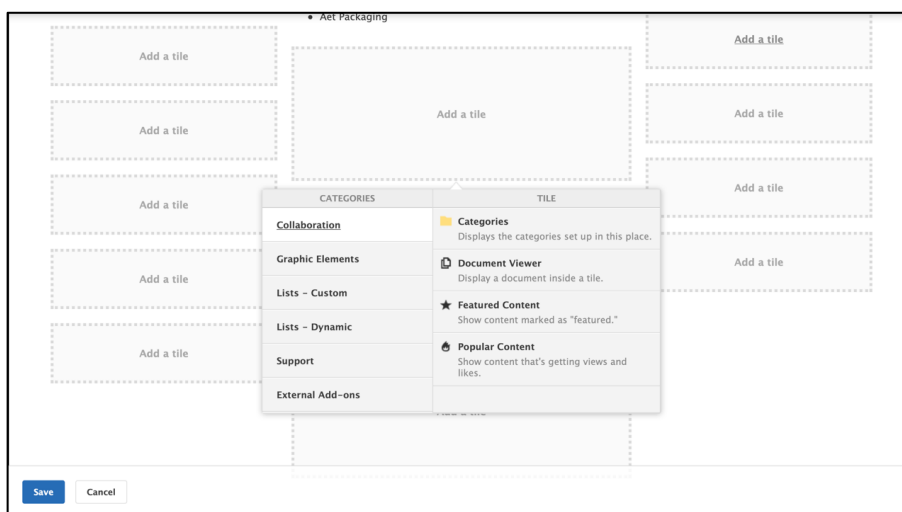 • Aet Packaging
Add a tile
Add a tile
Add a tile
Add a tile
Add a tile
Add a tile
Add a tile
Add a tile
Add a tile
Add a tile
CATEGORIES
Collaboration
Graphic Elements
Lists – Custom
Lists – Dynamic
Support
External Add-ons
TILE
Categories
Displays the categories set up in this place.
Document Viewer
Display a document inside a tile.
Featured Content
Show content marked as "featured."
Popular Content
Show content that's getting views and
likes.
Save
Cancel